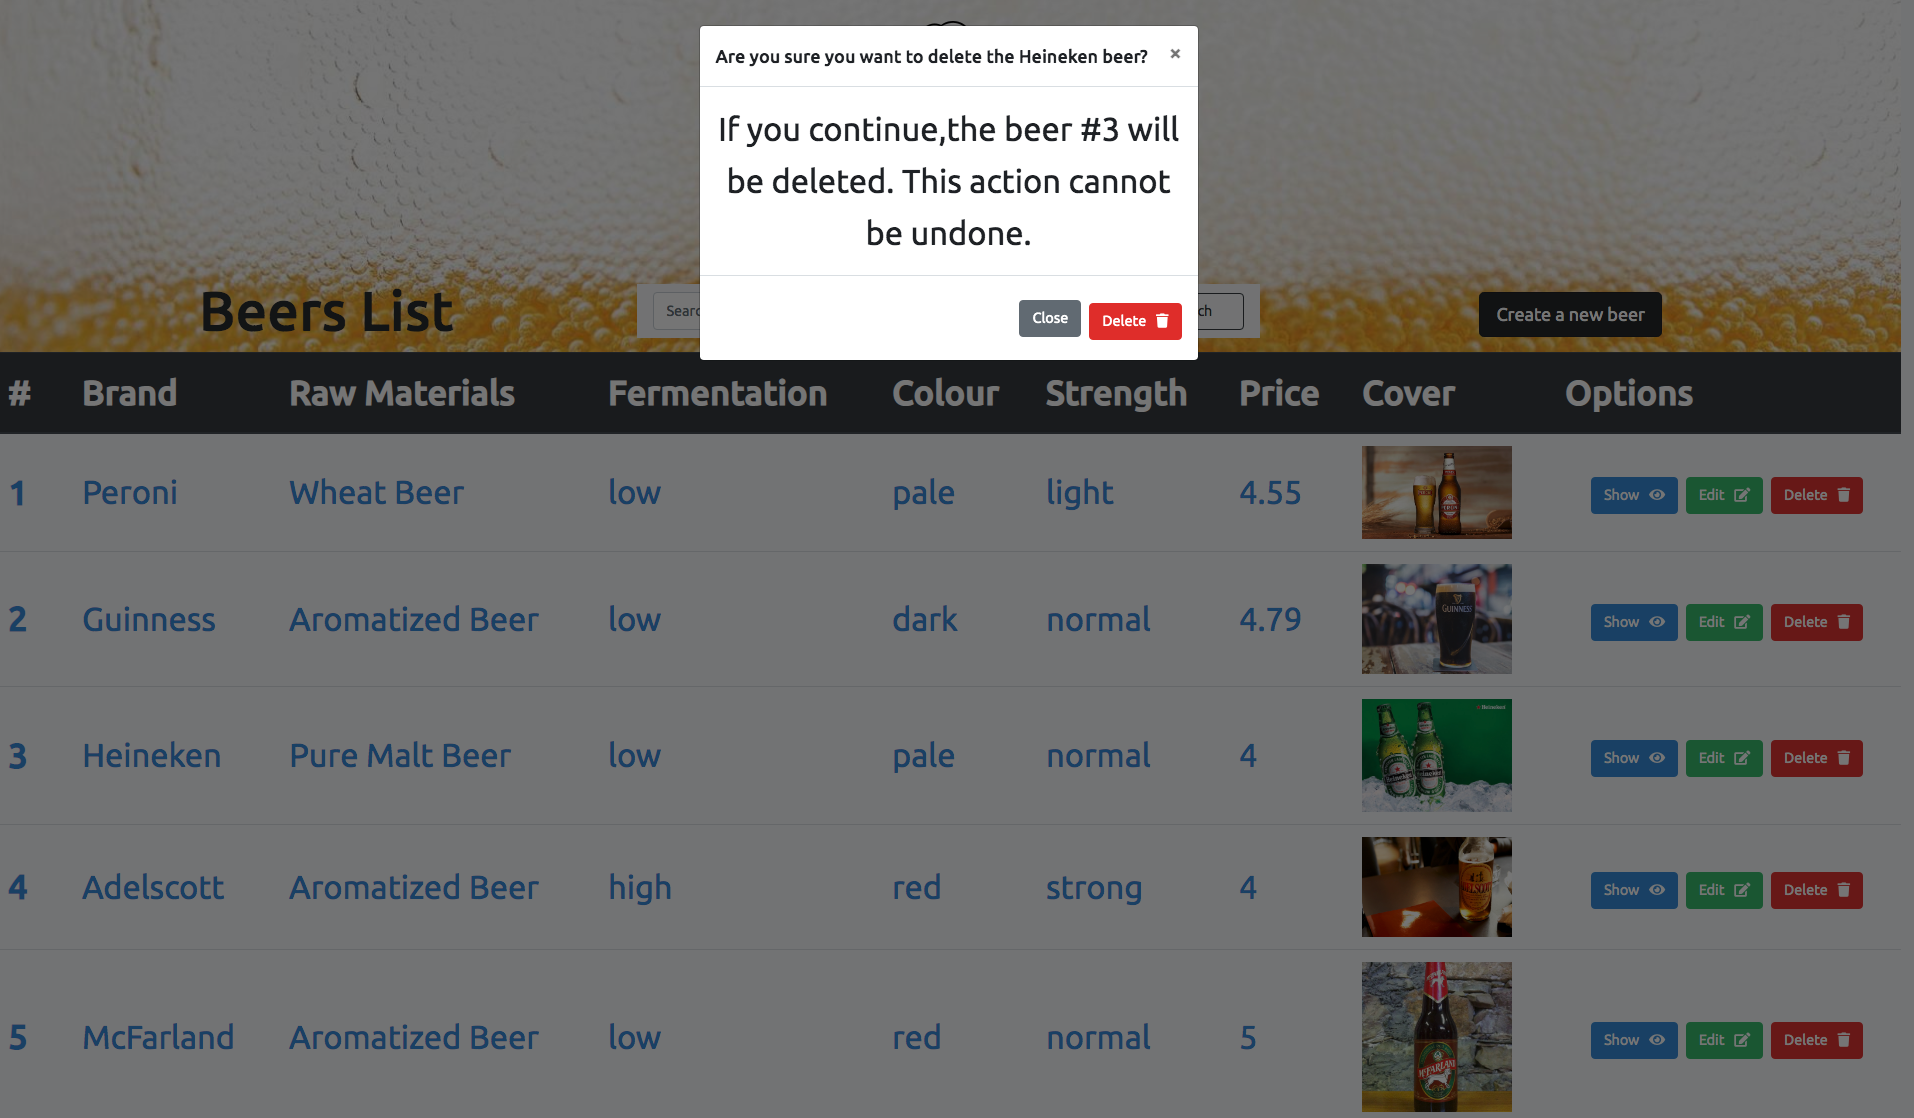 Are you sure you want to delete the Heineken beer? ×
If you continue,the beer #3 will
be deleted. This action cannot
be undone.
Close Delete
Beers List
Create a new beer
# Brand Raw Materials Fermentation Colour Strength Price Cover Options
1 Peroni Wheat Beer low pale light 4.55 Show Edit Delete
2 Guinness Aromatized Beer low dark normal 4.79 Show Edit Delete
GUINNESS
3 Heineken Pure Malt Beer low pale normal 4 Show Edit Delete
Heineken
4 Adelscott Aromatized Beer high red strong 4 Show Edit Delete
5 McFarland Aromatized Beer low red normal 5 Show Edit Delete
McFARLAND